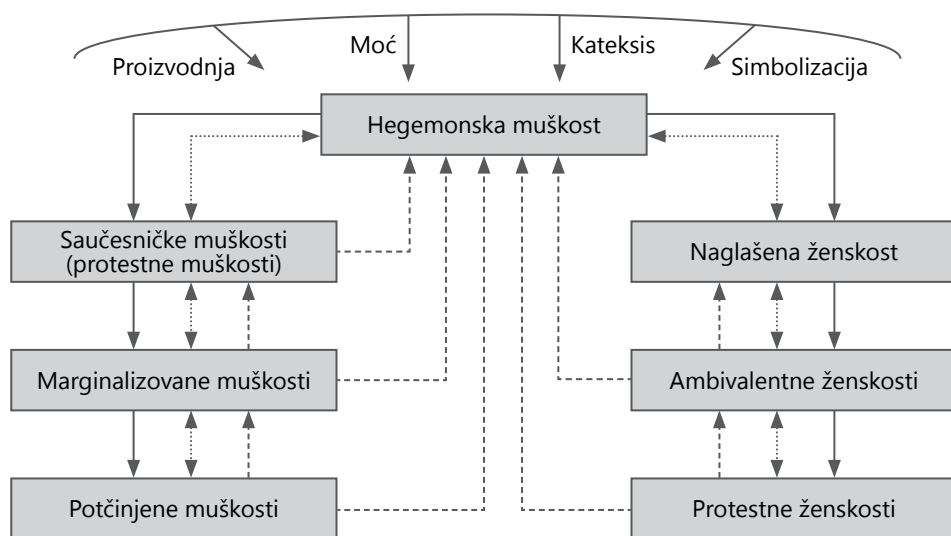 Proizvodnja
Moć
Kateksis
Simbolizacija
Hegemonska muškost
Saučesničke muškosti
(protestne muškosti)
Naglašena ženskost
Marginalizovane muškosti
Ambivalentne ženskosti
Potčinjene muškosti
Protestne ženskosti